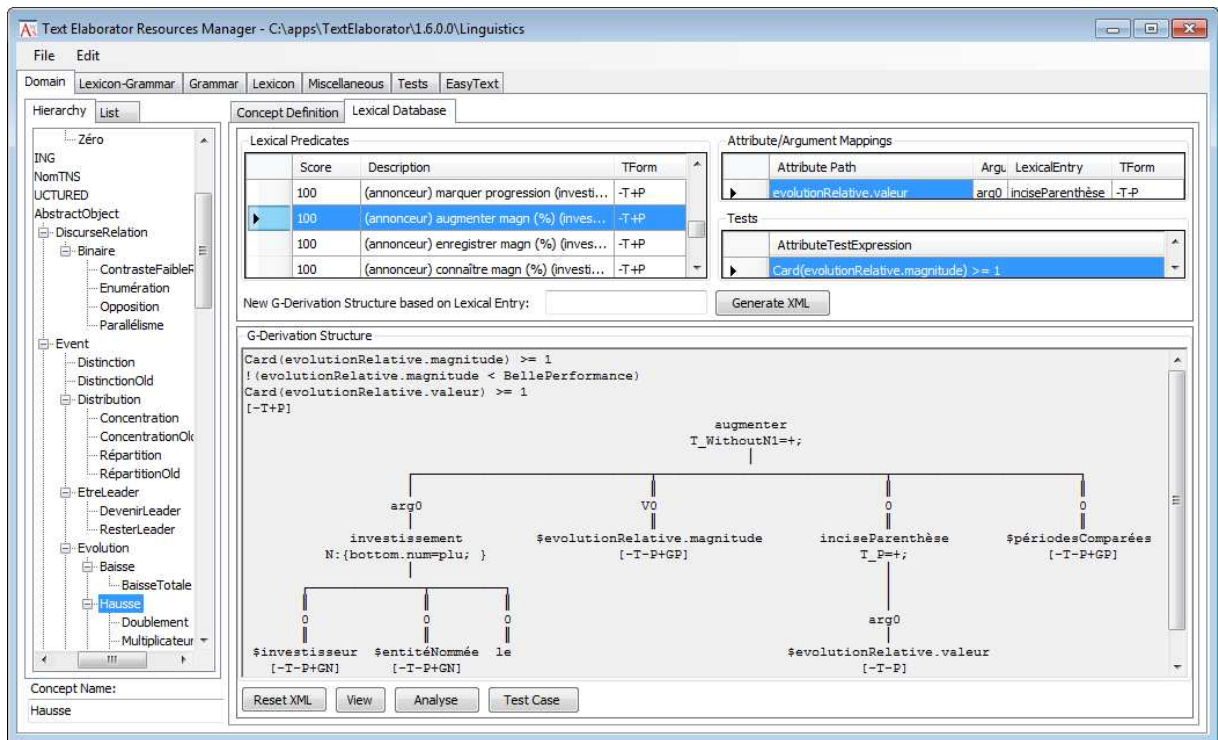 Text Elaborator Resources Manager - C:\apps\TextElaborator\1.6.0.0\Linguistics
File Edit
Domain Lexicon-Grammar Grammar Lexicon Miscellaneous Tests EasyText
Hierarchy List
Zéro
ING
NomTNS
UCTURED
AbstractObject
DiscurseRelation
Binaire
ContrasteFaibleR
Enumération
Opposition
Parallélisme
Event
Distinction
DistinctionOld
Distribution
Concentration
ConcentrationOld
Répartition
RépartitionOld
EtreLeader
DevenirLeader
ResterLeader
Evolution
Baisse
BaisseTotale
Hausse
Doublement
Multiplicateur
Concept Name:
Hausse
Concept Definition Lexical Database
Lexical Predicates
Score Description TForm
100 (annonceur) marquer progression (investi... -T+P
100 (annonceur) augmenter magn (%) (inves... -T+P
100 (annonceur) enregistrer magn (%) (inves... -T+P
100 (annonceur) connaître magn (%) (investi... -T+P
Attribute/Argument Mappings
Attribute Path Argu LexicalEntry TForm
evolutionRelative.valeur arg0 inciseParenthèse -T-P
Tests
AttributeTestExpression
Card(evolutionRelative.magnitude) >= 1
New G-Derivation Structure based on Lexical Entry: Generate XML
G-Derivation Structure
Card(evolutionRelative.magnitude) >= 1
!(evolutionRelative.magnitude < BellePerformance)
Card(evolutionRelative.valeur) >= 1
[-T+P]
augmenter
T_WithoutN1=+;
arg0 V0 0 0
investissement $evolutionRelative.magnitude inciseParenthèse $périodesComparées
N:{bottom.num=plu; } [-T-P+GP] T_P=+; [-T-P+GP]
0 0 0 arg0
$investisseur $entitéNommée le $evolutionRelative.valeur
[-T-P+GN] [-T-P+GN] [-T-P]
Reset XML View Analyse Test Case